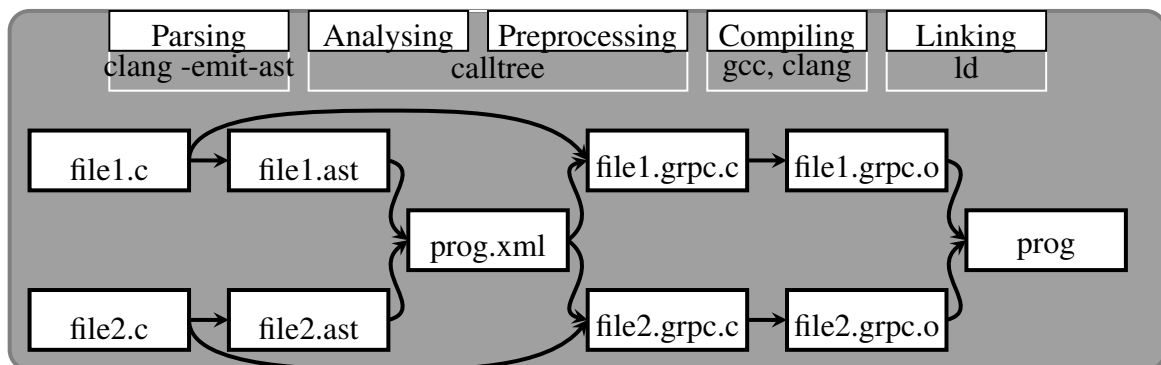 Parsing Analysing Preprocessing Compiling Linking
clang -emit-ast calltree gcc, clang ld
file1.c file1.ast file1.grpc.c file1.grpc.o
prog.xml prog
file2.c file2.ast file2.grpc.c file2.grpc.o